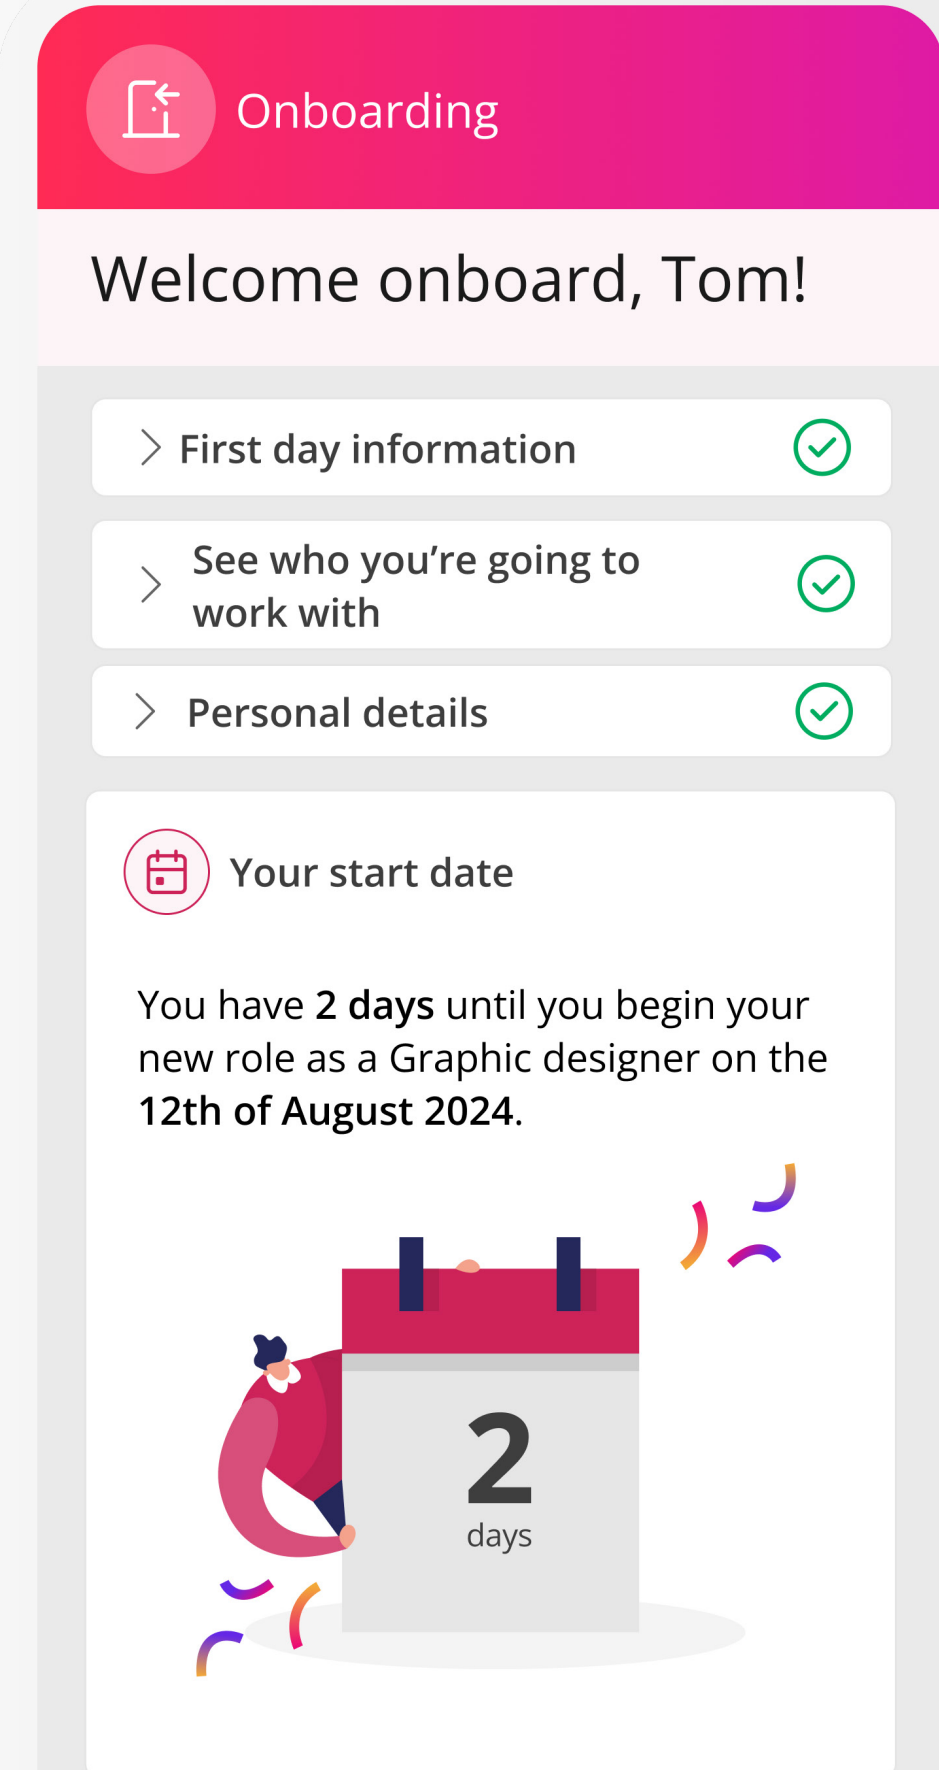 Onboarding
Welcome onboard, Tom!
First day information
See who you’re going to
work with
Personal details
Your start date
You have 2 days until you begin your
new role as a Graphic designer on the
12th of August 2024.
2
days